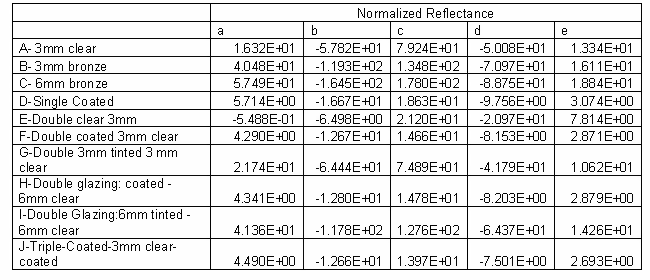 Normalized Reflectance
a b c d e
A- 3mm clear 1.632E+01 -5.782E+01 7.924E+01 -5.008E+01 1.334E+01
B- 3mm bronze 4.048E+01 -1.193E+02 1.348E+02 -7.097E+01 1.611E+01
C- 6mm bronze 5.749E+01 -1.645E+02 1.780E+02 -8.875E+01 1.884E+01
D-Single Coated 5.714E+00 -1.667E+01 1.863E+01 -9.756E+00 3.074E+00
E-Double clear 3mm -5.488E-01 -6.498E+00 2.120E+01 -2.097E+01 7.814E+00
F-Double coated 3mm clear 4.290E+00 -1.267E+01 1.466E+01 -8.153E+00 2.871E+00
G-Double 3mm tinted 3 mm
clear 2.174E+01 -6.444E+01 7.489E+01 -4.179E+01 1.062E+01
H-Double glazing: coated -
6mm clear 4.341E+00 -1.280E+01 1.478E+01 -8.203E+00 2.879E+00
I-Double Glazing:6mm tinted -
6mm clear 4.136E+01 -1.178E+02 1.276E+02 -6.437E+01 1.426E+01
J-Triple-Coated-3mm clear-
coated 4.490E+00 -1.266E+01 1.397E+01 -7.501E+00 2.693E+00